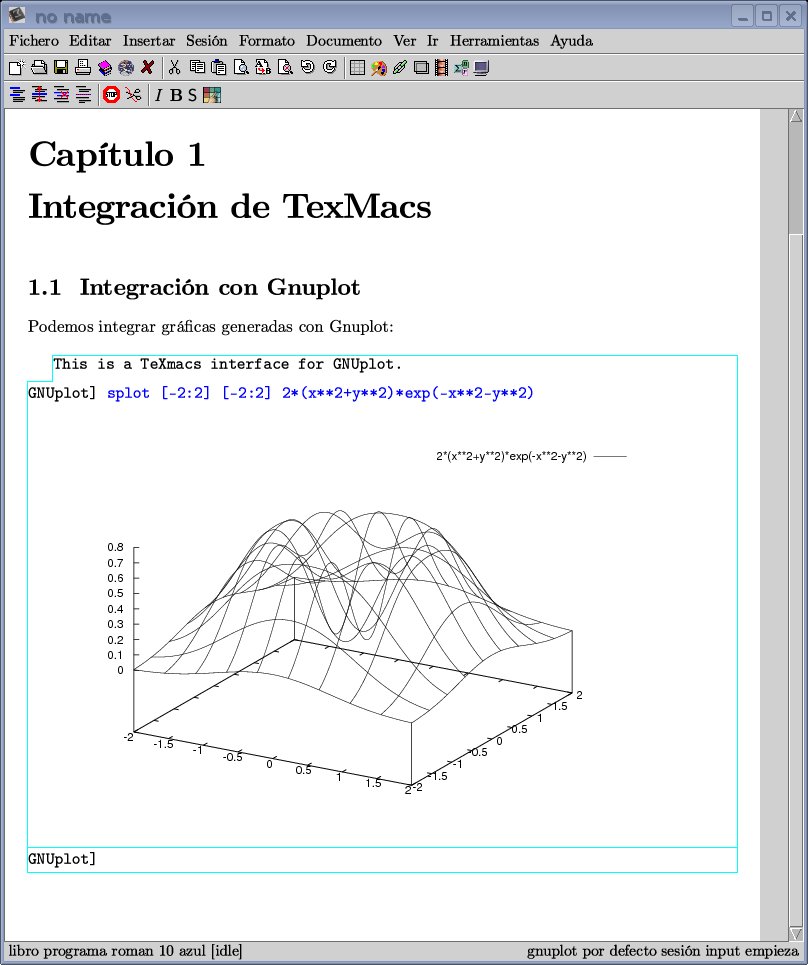 no name
Fichero Editar Insertar Sesión Formato Documento Ver Ir Herramientas Ayuda
STOP I B S
Capítulo 1
Integración de TexMacs
1.1 Integración con Gnuplot
Podemos integrar gráficas generadas con Gnuplot:
This is a TeXmacs interface for GNUplot.
GNUplot] splot [-2:2] [-2:2] 2*(x**2+y**2)*exp(-x**2-y**2)
2*(x**2+y**2)*exp(-x**2-y**2)
0.8
0.7
0.6
0.5
0.4
0.3
0.2
0.1
0
-2
-1.5
-1
-0.5
0
0.5
1
1.5
2
-2
-1.5
-1
-0.5
0
0.5
1
1.5
2
GNUplot]
libro programa roman 10 azul [idle] gnuplot por defecto sesión input empieza